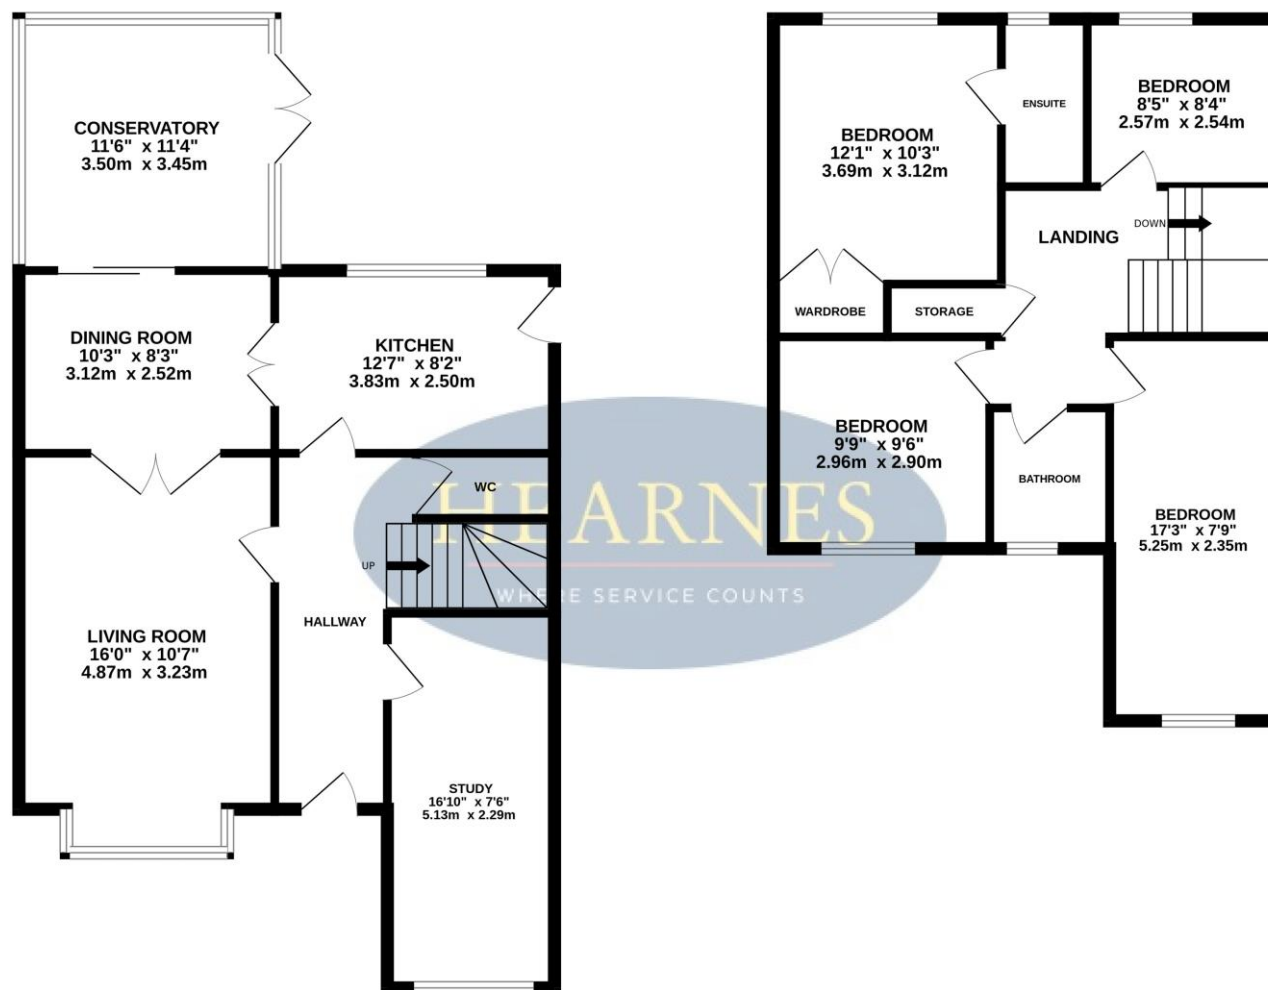 CONSERVATORY
11'6" x 11'4"
3.50m x 3.45m
DINING ROOM
10'3" x 8'3"
3.12m x 2.52m
KITCHEN
12'7" x 8'2"
3.83m x 2.50m
WC
UP
HALLWAY
LIVING ROOM
16'0" x 10'7"
4.87m x 3.23m
STUDY
16'10" x 7'6"
5.13m x 2.29m
BEDROOM
12'1" x 10'3"
3.69m x 3.12m
ENSUITE
BEDROOM
8'5" x 8'4"
2.57m x 2.54m
DOWN
LANDING
WARDROBE
STORAGE
BEDROOM
9'9" x 9'6"
2.96m x 2.90m
BATHROOM
BEDROOM
17'3" x 7'9"
5.25m x 2.35m
HEARNES
WHERE SERVICE COUNTS